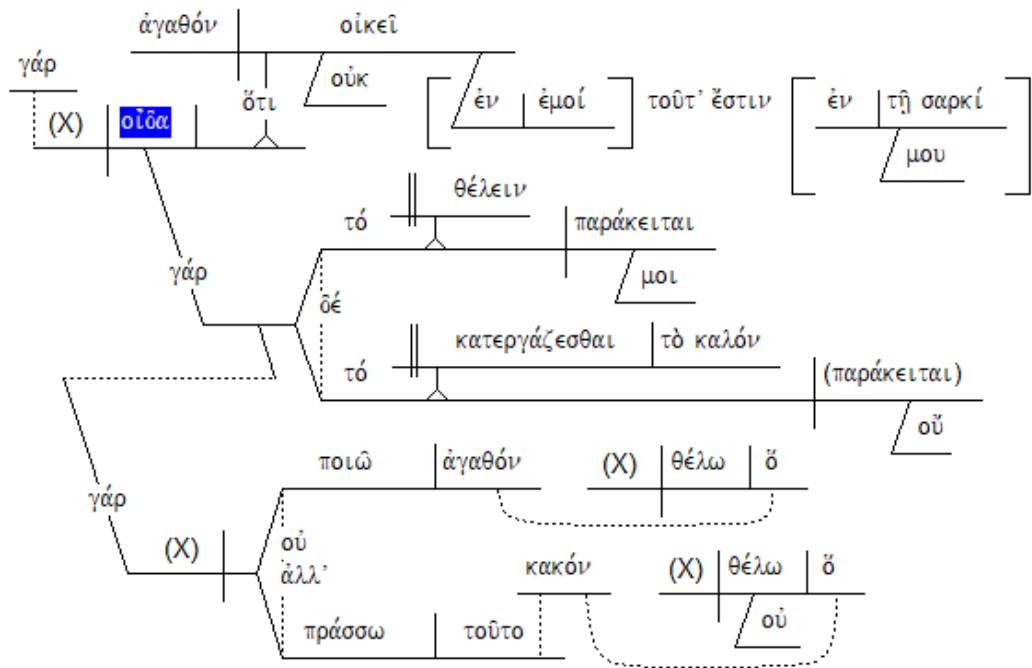 ἀγαθόν οἰκεῖ
γάρ
οὐκ
(X) οἶδα ὅτι ἐν ἐμοί τοῦτ’ ἔστιν ἐν τῇ σαρκί
μου
θέλειν
τό παράκειται
γάρ μοι
δέ
κατεργάζεσθαι τὸ καλόν
τό (παράκειται)
οὔ
ποιῶ ἀγαθόν (X) θέλω ὅ
γάρ
(X) οὐ
ἀλλ’ κακόν (X) θέλω ὅ
οὐ
πράσσω τοῦτο